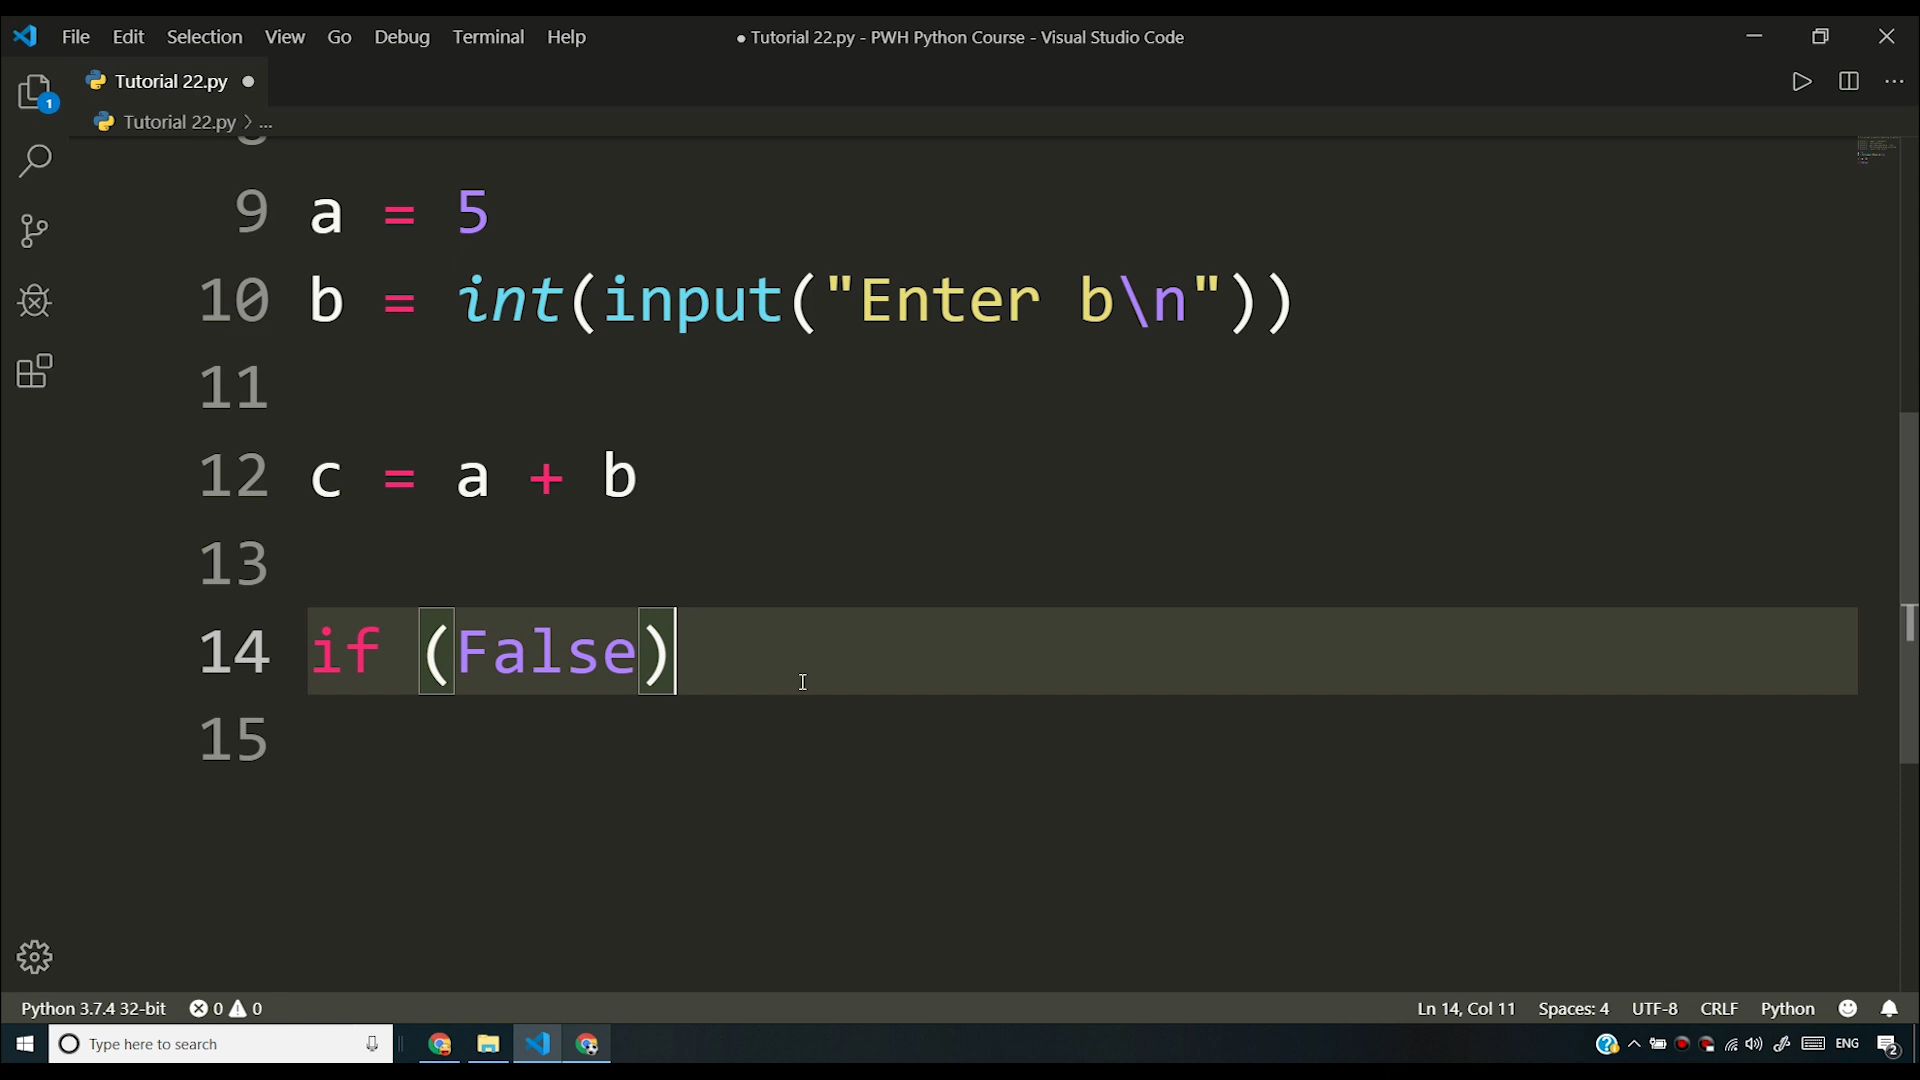 File Edit Selection View Go Debug Terminal Help
● Tutorial 22.py - PWH Python Course - Visual Studio Code
Tutorial 22.py ●
1
Tutorial 22.py > ...
9 a = 5
10 b = int(input("Enter b\n"))
11
12 c = a + b
13
14 if (False)
15
Python 3.7.4 32-bit 0 0
Ln 14, Col 11 Spaces: 4 UTF-8 CRLF Python
Type here to search
ENG
2